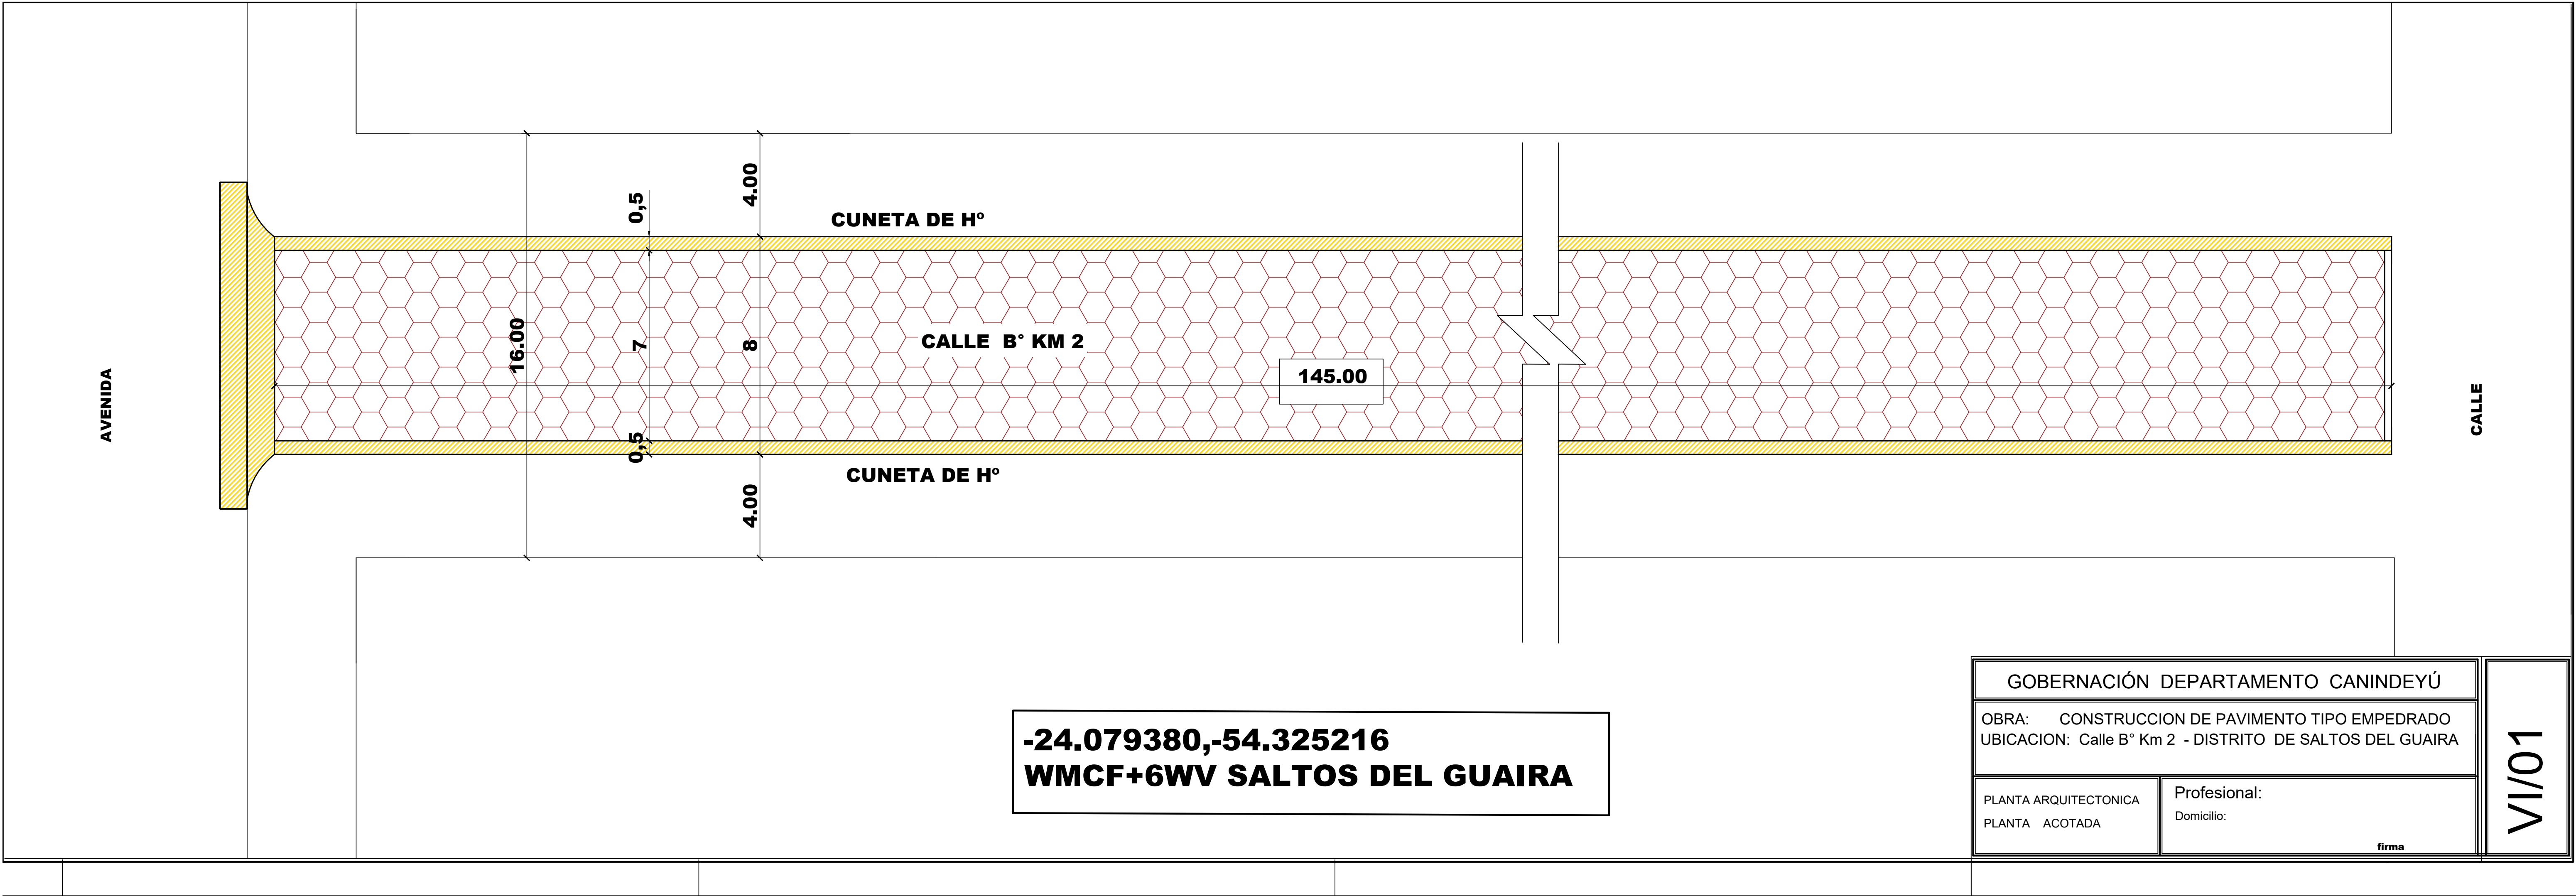 4.00
0,5
CUNETA DE Hº
16.00
7
8
CALLE B° KM 2
145.00
AVENIDA
CALLE
0,5
CUNETA DE Hº
4.00
-24.079380,-54.325216
WMCF+6WV SALTOS DEL GUAIRA
GOBERNACIÓN DEPARTAMENTO CANINDEYÚ
OBRA: CONSTRUCCION DE PAVIMENTO TIPO EMPEDRADO
UBICACION: Calle B° Km 2 - DISTRITO DE SALTOS DEL GUAIRA
PLANTA ARQUITECTONICA
PLANTA ACOTADA
Profesional:
Domicilio:
firma
VI/01